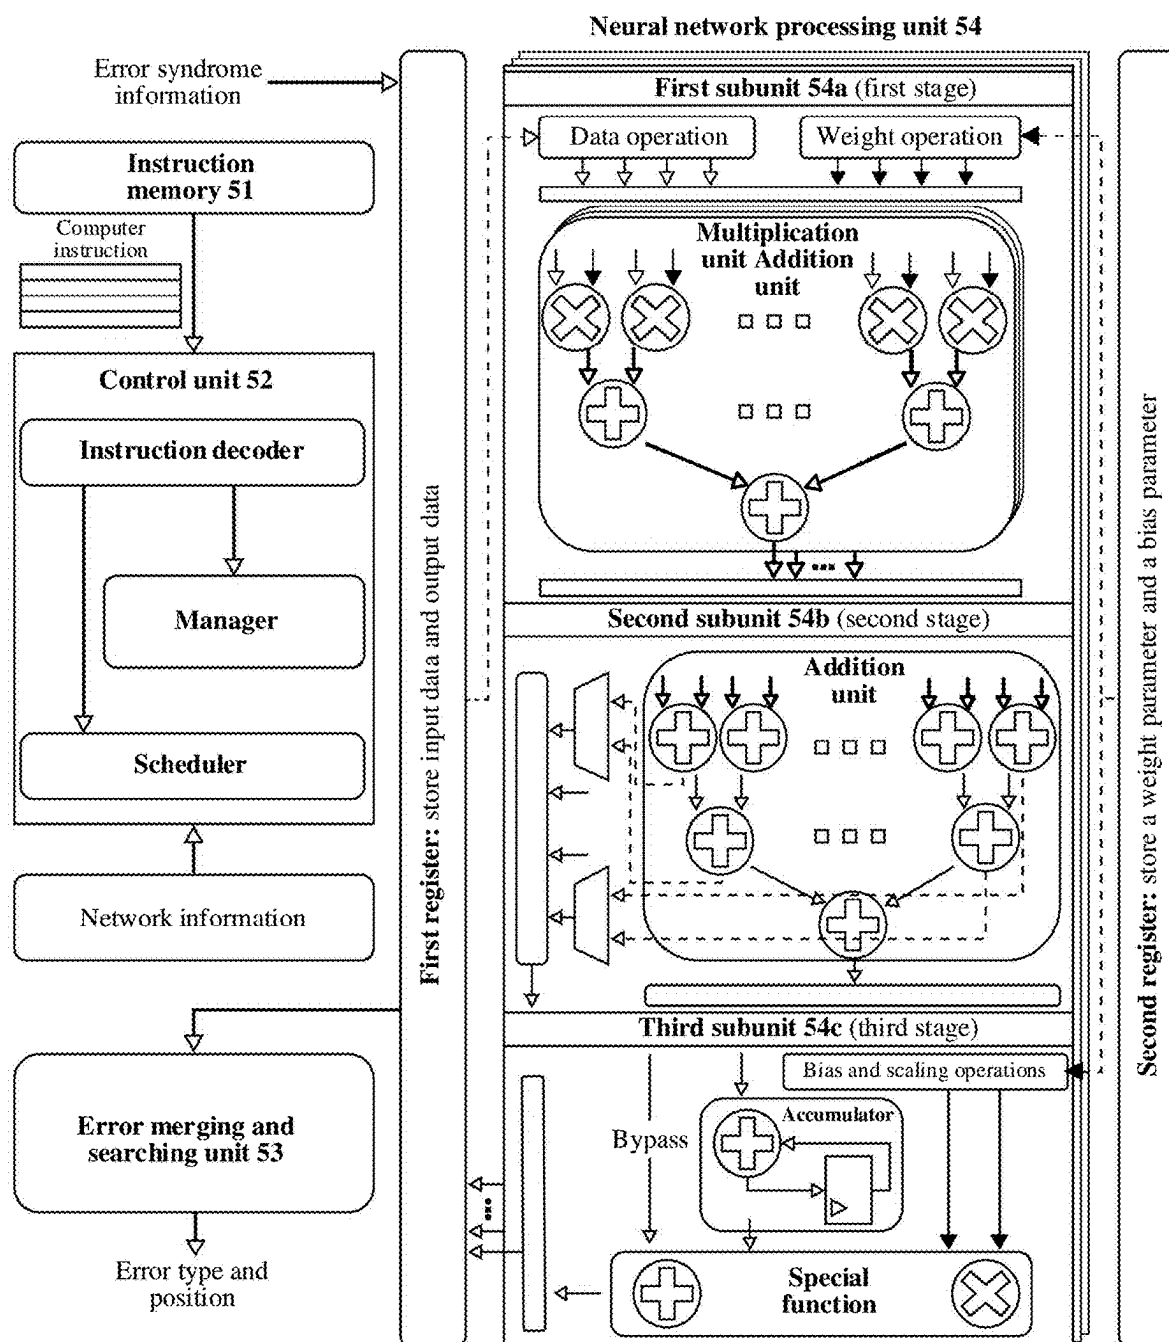 Neural network processing unit 54
Error syndrome
information
Instruction
memory 51
Computer
instruction
Control unit 52
Instruction decoder
Manager
Scheduler
Network information
Error merging and
searching unit 53
Error type and
position
First register: store input data and output data
First subunit 54a (first stage)
Data operation
Weight operation
Multiplication
unit Addition
unit
Second subunit 54b (second stage)
Addition
unit
Third subunit 54c (third stage)
Bias and scaling operations
Accumulator
Bypass
Special
function
Second register: store a weight parameter and a bias parameter